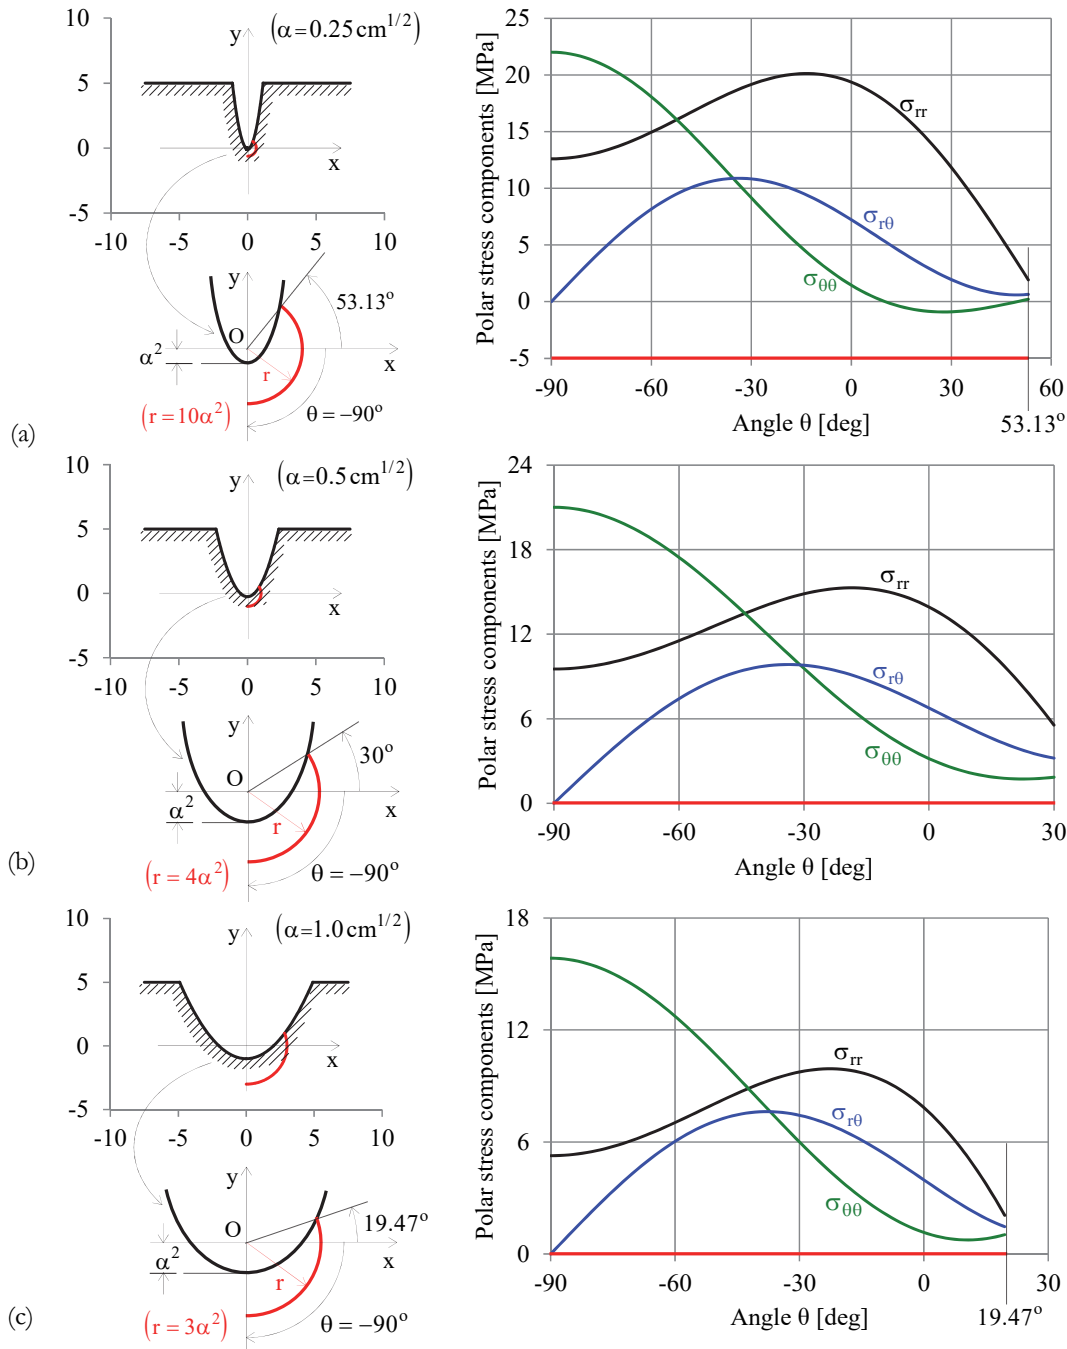 (α=0.25cm^1/2)
y
10
5
0
-5
x
-10 -5 0 5 10
y
53.13°
O
α²
x
r
(r=10α²)
θ=−90°
(a)
Polar stress components [MPa]
25
20
15
10
5
0
-5
σrr
σrθ
σθθ
-90 -60 -30 0 30 60
Angle θ [deg]
53.13°
(α=0.5cm^1/2)
y
10
5
0
-5
x
-10 -5 0 5 10
y
30°
O
α²
x
r
(r=4α²)
θ=−90°
(b)
Polar stress components [MPa]
24
18
12
6
0
σrr
σrθ
σθθ
-90 -60 -30 0 30
Angle θ [deg]
(α=1.0cm^1/2)
y
10
5
0
-5
x
-10 -5 0 5 10
y
19.47°
O
α²
x
r
(r=3α²)
θ=−90°
(c)
Polar stress components [MPa]
18
12
6
0
σrr
σrθ
σθθ
-90 -60 -30 0 30
Angle θ [deg]
19.47°